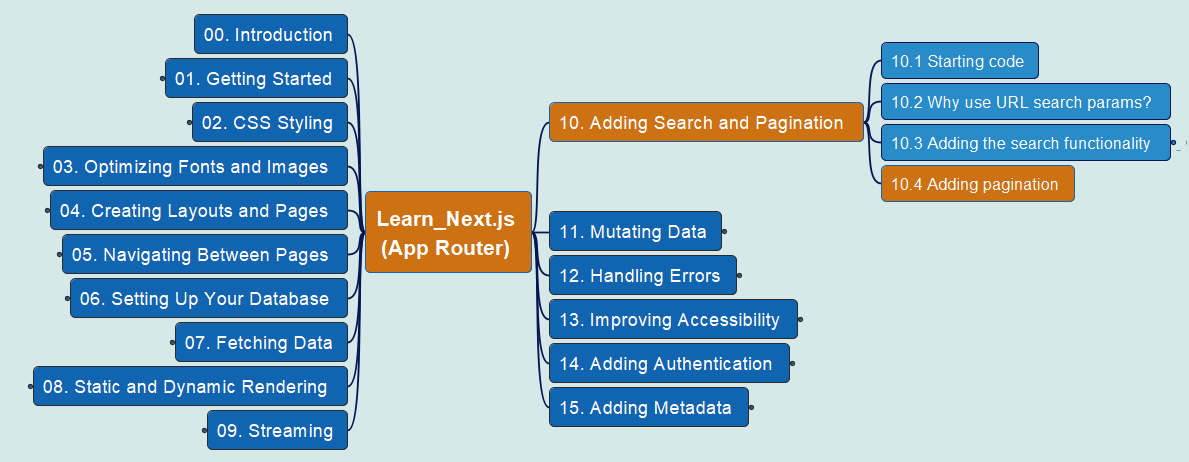 00. Introduction
01. Getting Started
02. CSS Styling
03. Optimizing Fonts and Images
04. Creating Layouts and Pages
05. Navigating Between Pages
06. Setting Up Your Database
07. Fetching Data
08. Static and Dynamic Rendering
09. Streaming
Learn_Next.js
(App Router)
10. Adding Search and Pagination
10.1 Starting code
10.2 Why use URL search params?
10.3 Adding the search functionality
10.4 Adding pagination
11. Mutating Data
12. Handling Errors
13. Improving Accessibility
14. Adding Authentication
15. Adding Metadata